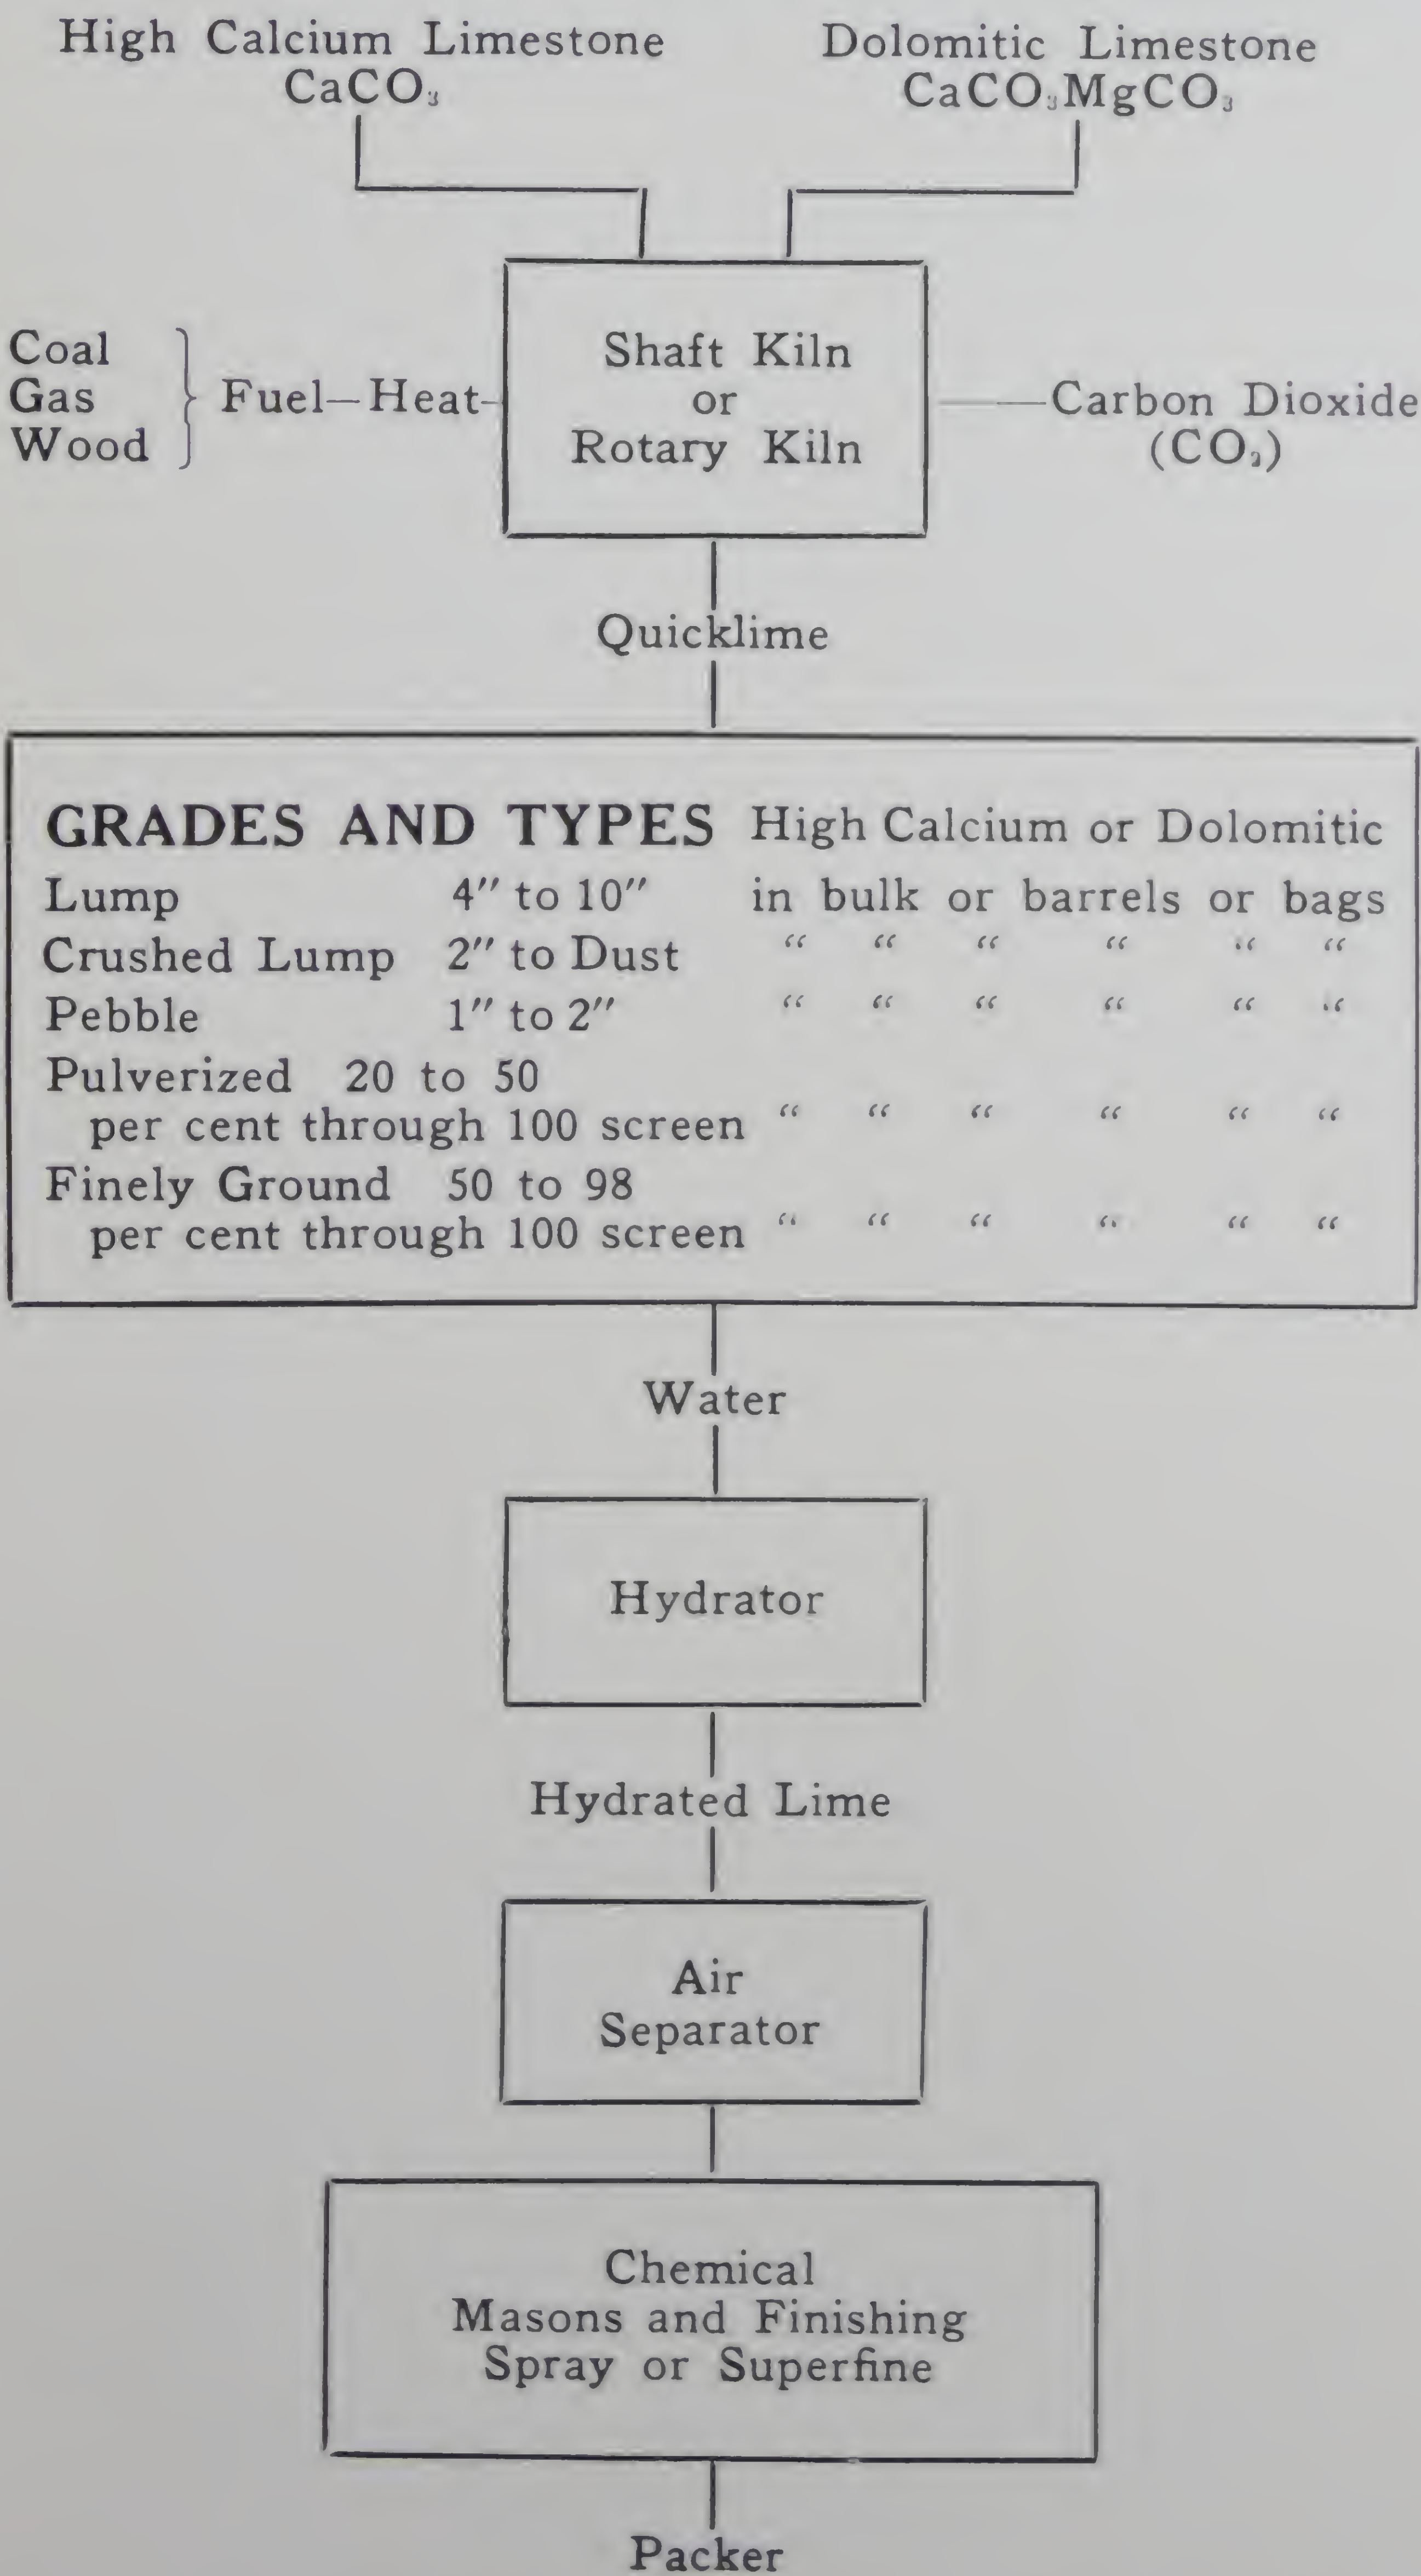 High Calcium Limestone
CaCO₃
Dolomitic Limestone
CaCO₃MgCO₃
Coal
Gas
Wood
Fuel—Heat
Shaft Kiln
or
Rotary Kiln
Carbon Dioxide
(CO₂)
Quicklime
GRADES AND TYPES High Calcium or Dolomitic
Lump 4″ to 10″ in bulk or barrels or bags
Crushed Lump 2″ to Dust “ “ “ “ “ “
Pebble 1″ to 2″ “ “ “ “ “ “
Pulverized 20 to 50
per cent through 100 screen “ “ “ “ “ “
Finely Ground 50 to 98
per cent through 100 screen “ “ “ “ “ “
Water
Hydrator
Hydrated Lime
Air
Separator
Chemical
Masons and Finishing
Spray or Superfine
Packer